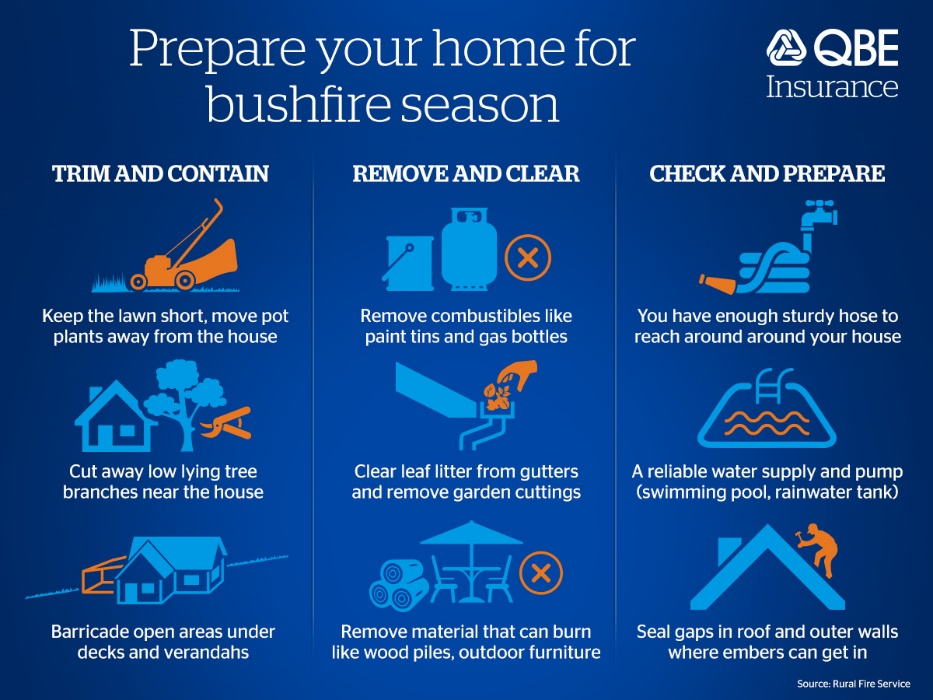 Prepare your home for
bushfire season
QBE
Insurance
TRIM AND CONTAIN
Keep the lawn short, move pot
plants away from the house
Cut away low lying tree
branches near the house
Barricade open areas under
decks and verandahs
REMOVE AND CLEAR
Remove combustibles like
paint tins and gas bottles
Clear leaf litter from gutters
and remove garden cuttings
Remove material that can burn
like wood piles, outdoor furniture
CHECK AND PREPARE
You have enough sturdy hose to
reach around around your house
A reliable water supply and pump
(swimming pool, rainwater tank)
Seal gaps in roof and outer walls
where embers can get in
Source: Rural Fire Service